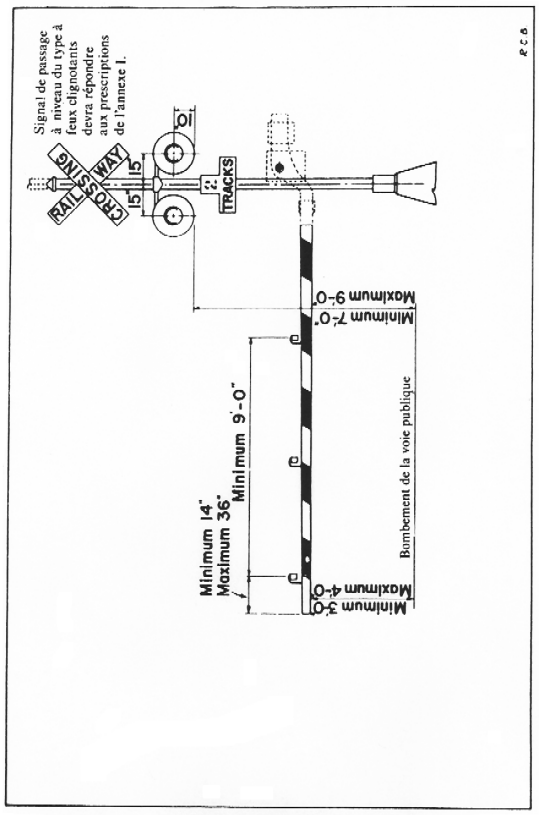 R C B
Signal de passage
à niveau du type à
feux clignotants
devra répondre
aux prescriptions
de l'annexe I.
RAILWAY
CROSSING
10"
15" 15"
2
TRACKS
Maximum 9'-0"
Minimum 7'-0"
Minimum 9'-0"
Minimum 14"
Maximum 36"
Bombement de la voie publique
Maximum 4'-0"
Minimum 3'-0"